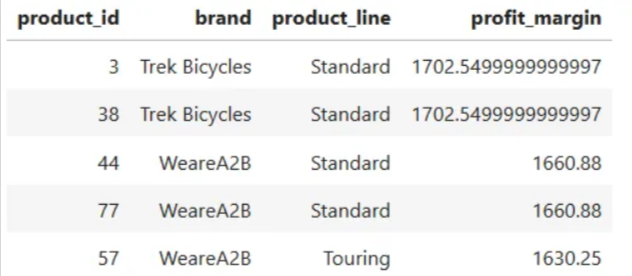 product_id brand product_line profit_margin
3 Trek Bicycles Standard 1702.5499999999997
38 Trek Bicycles Standard 1702.5499999999997
44 WeareA2B Standard 1660.88
77 WeareA2B Standard 1660.88
57 WeareA2B Touring 1630.25